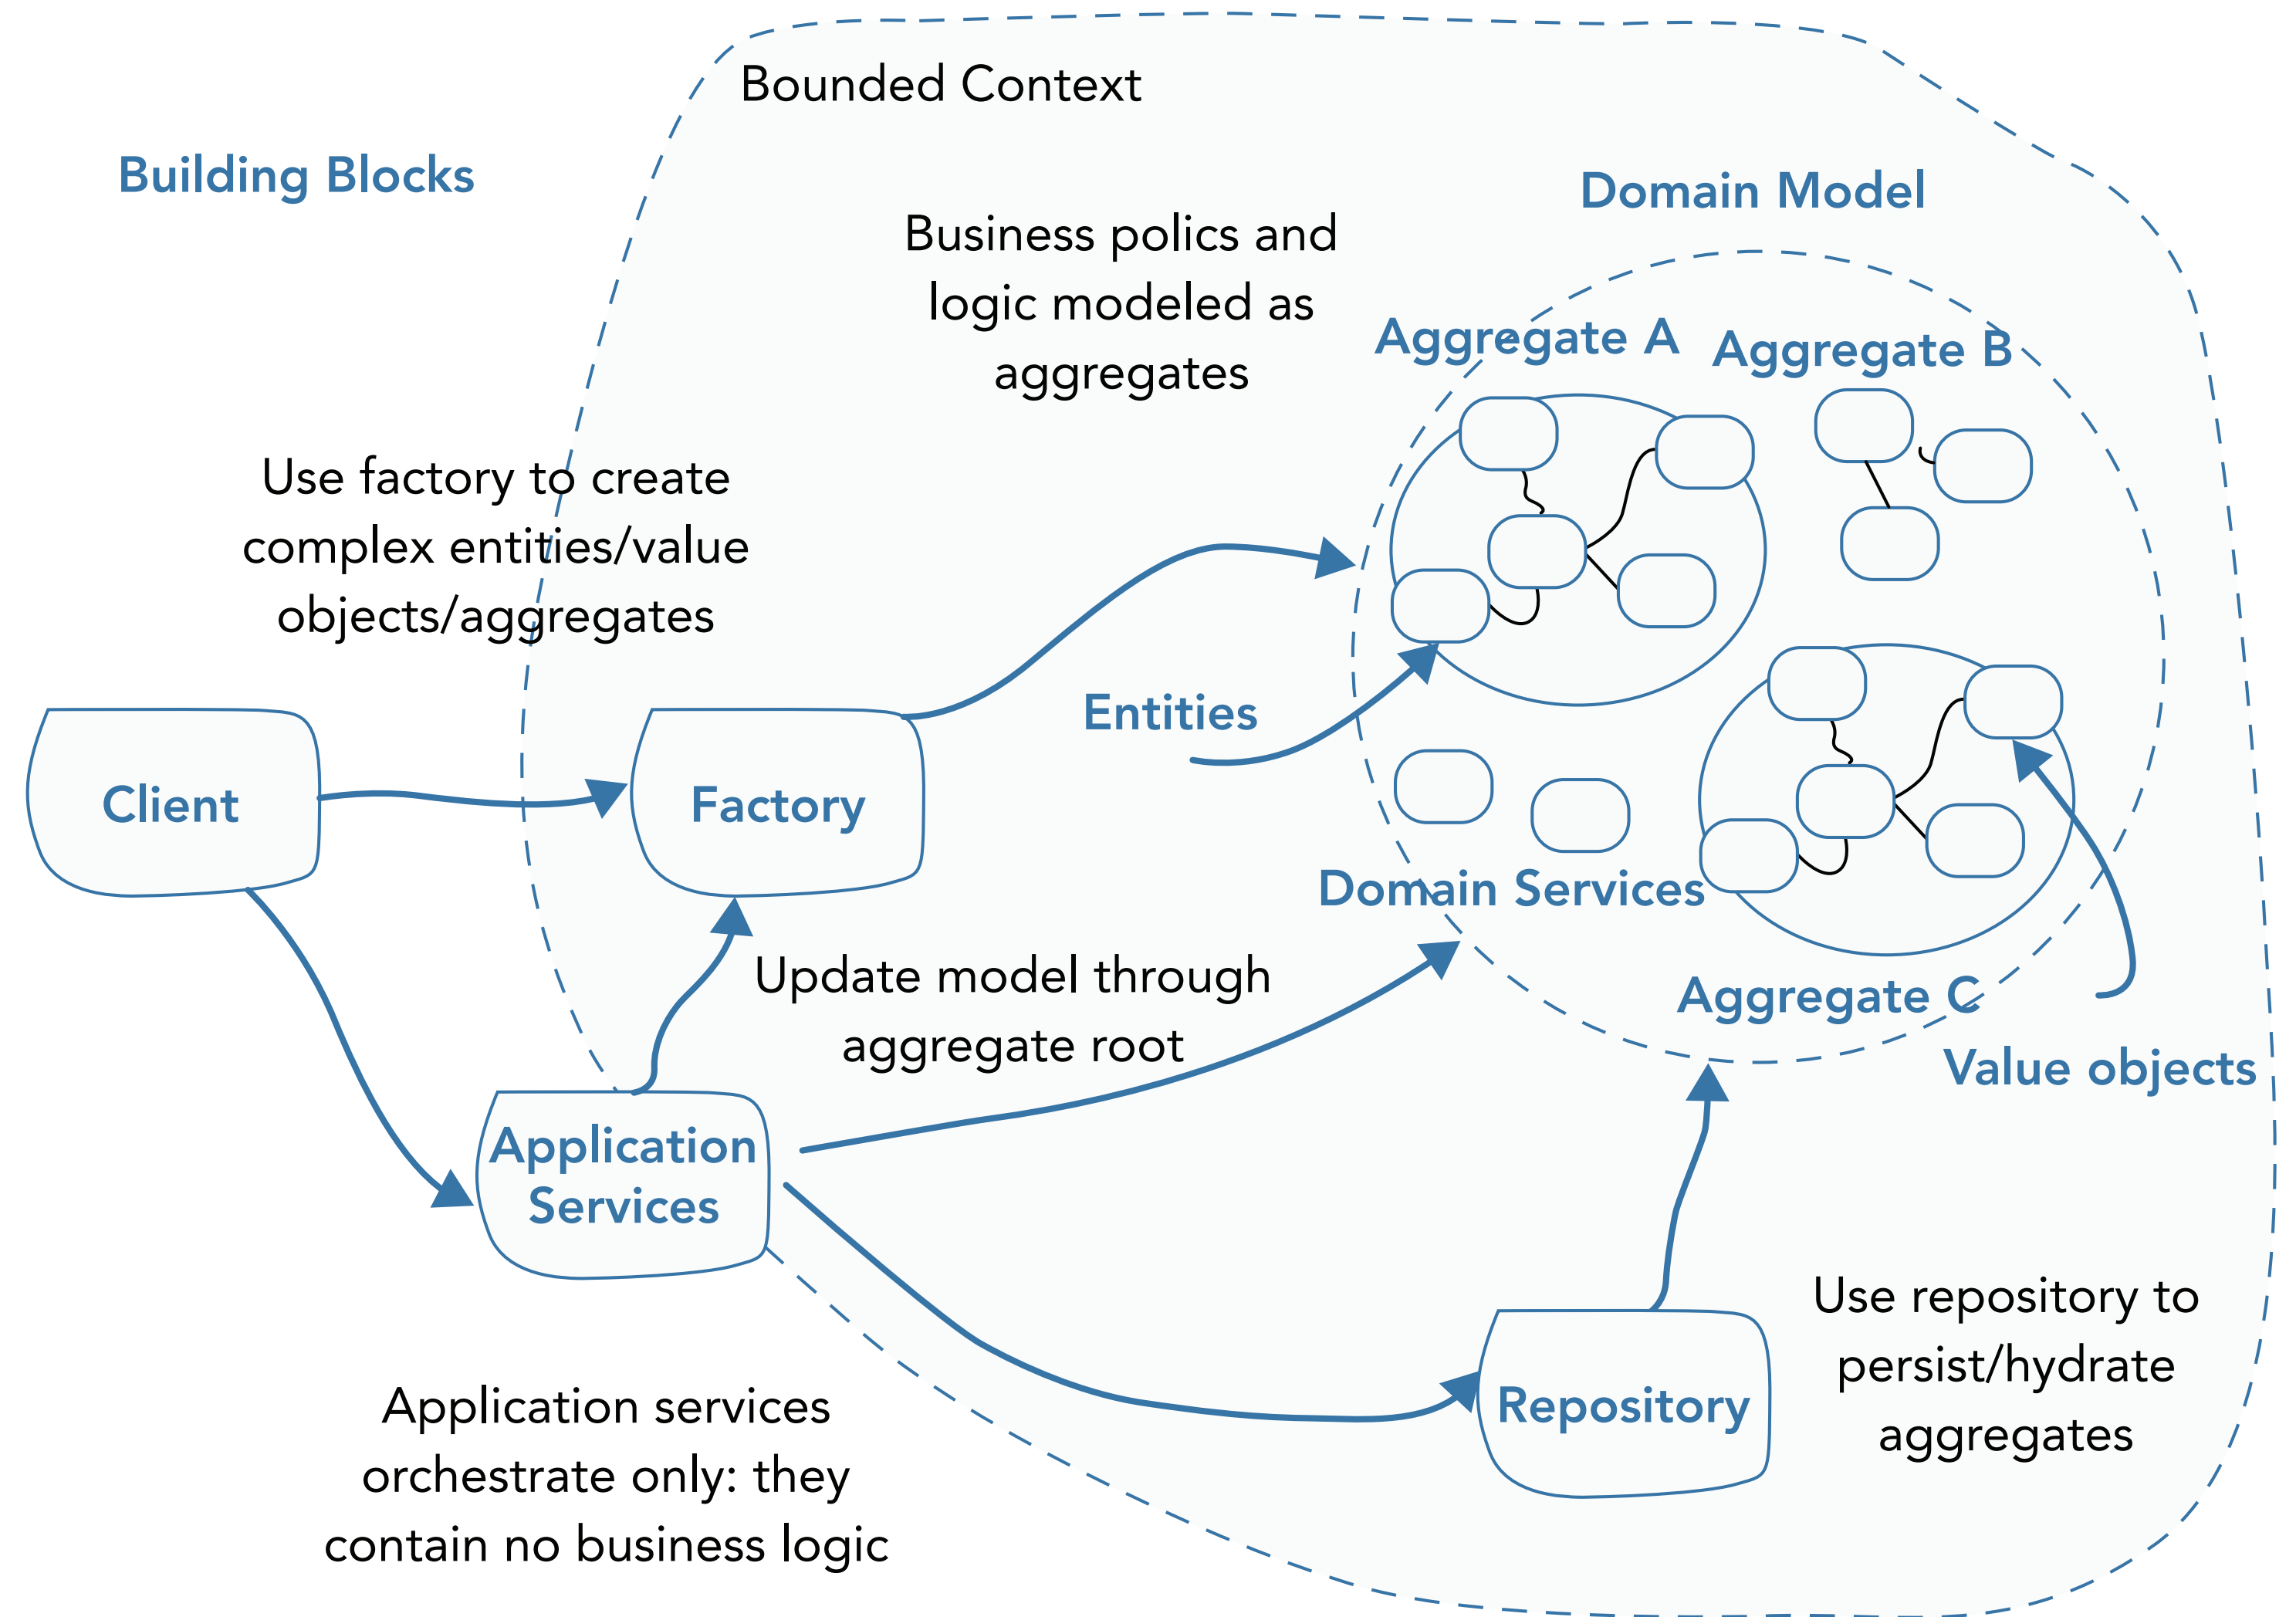 Bounded Context
Building Blocks
Domain Model
Business polics and
logic modeled as
aggregates
Aggregate A
Aggregate B
Use factory to create
complex entities/value
objects/aggregates
Entities
Client
Factory
Domain Services
Update model through
aggregate root
Aggregate C
Value objects
Application
Services
Use repository to
persist/hydrate
aggregates
Repository
Application services
orchestrate only: they
contain no business logic